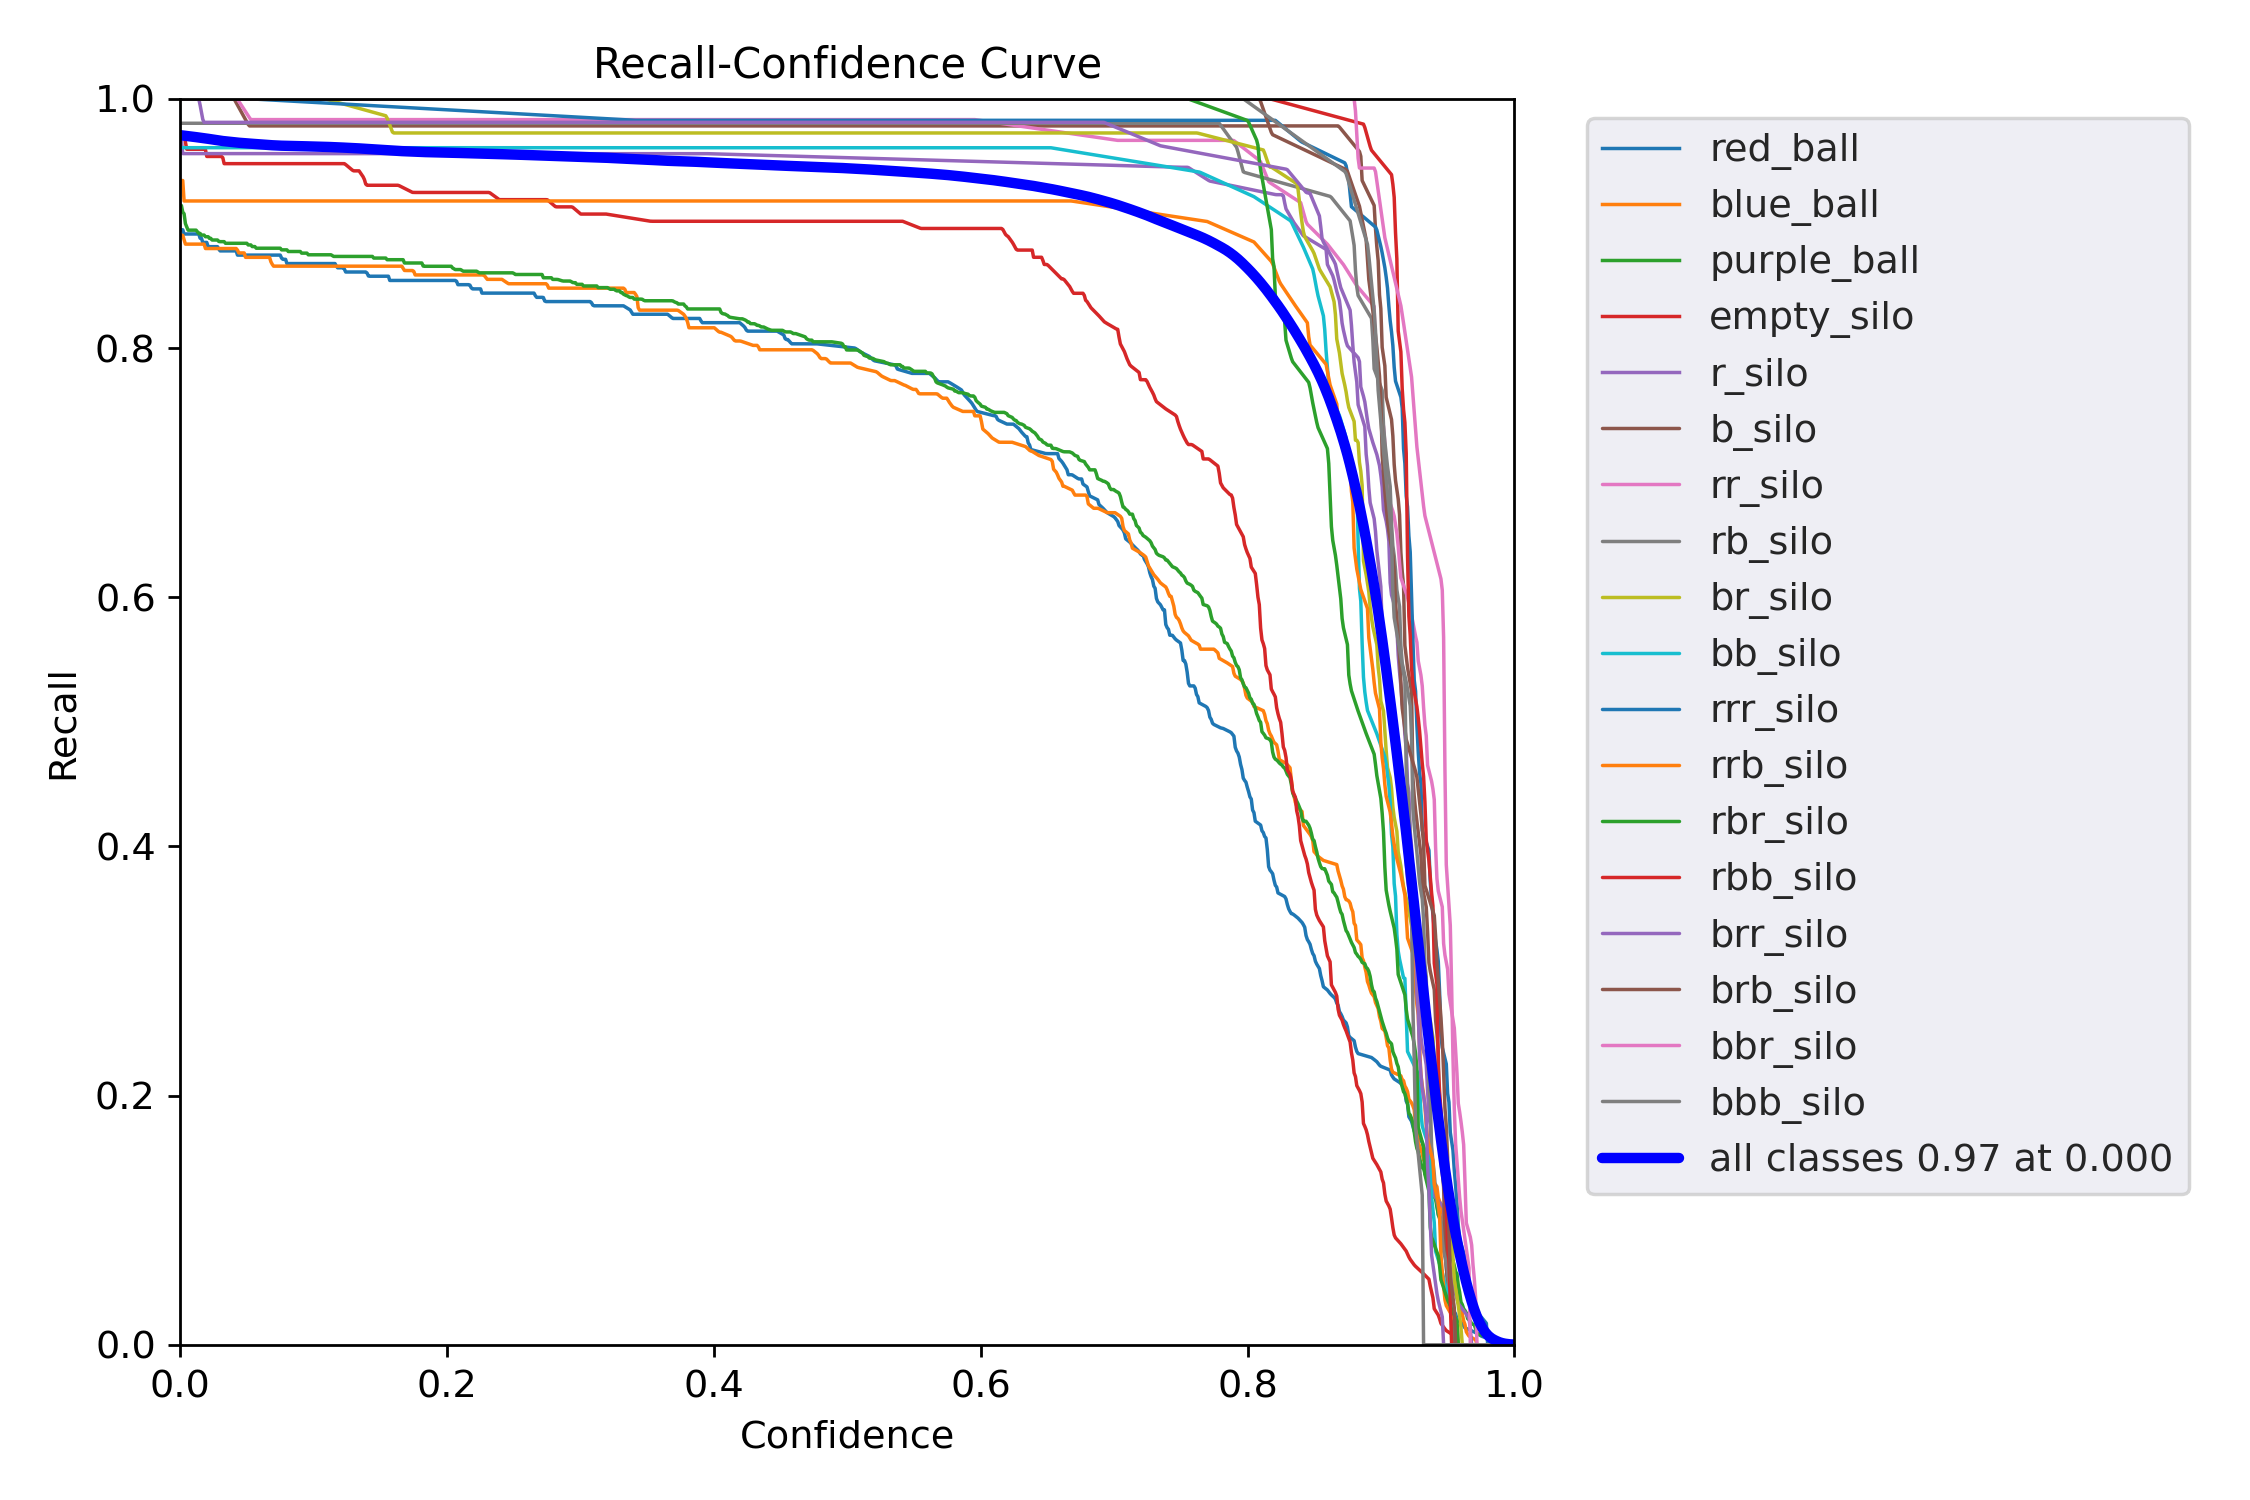 Recall-Confidence Curve
1.0
0.8
0.6
0.4
0.2
0.0
Recall
0.0 0.2 0.4 0.6 0.8 1.0
Confidence
red_ball
blue_ball
purple_ball
empty_silo
r_silo
b_silo
rr_silo
rb_silo
br_silo
bb_silo
rrr_silo
rrb_silo
rbr_silo
rbb_silo
brr_silo
brb_silo
bbr_silo
bbb_silo
all classes 0.97 at 0.000